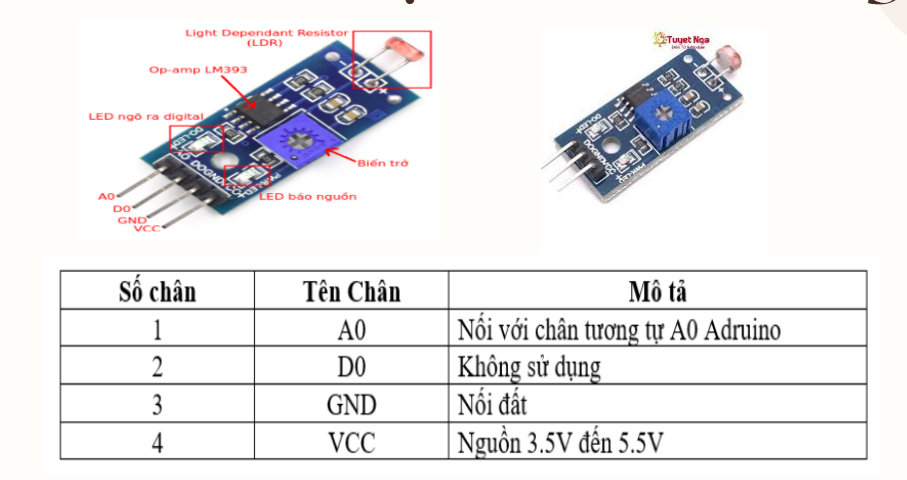 Light Dependant Resistor
(LDR)
Op-amp LM393
LED ngõ ra digital
Biến trở
LED báo nguồn
A0
D0
GND
VCC
Tuyet Nga
Số chân Tên Chân Mô tả
1 A0 Nối với chân tương tự A0 Adruino
2 D0 Không sử dụng
3 GND Nối đất
4 VCC Nguồn 3.5V đến 5.5V